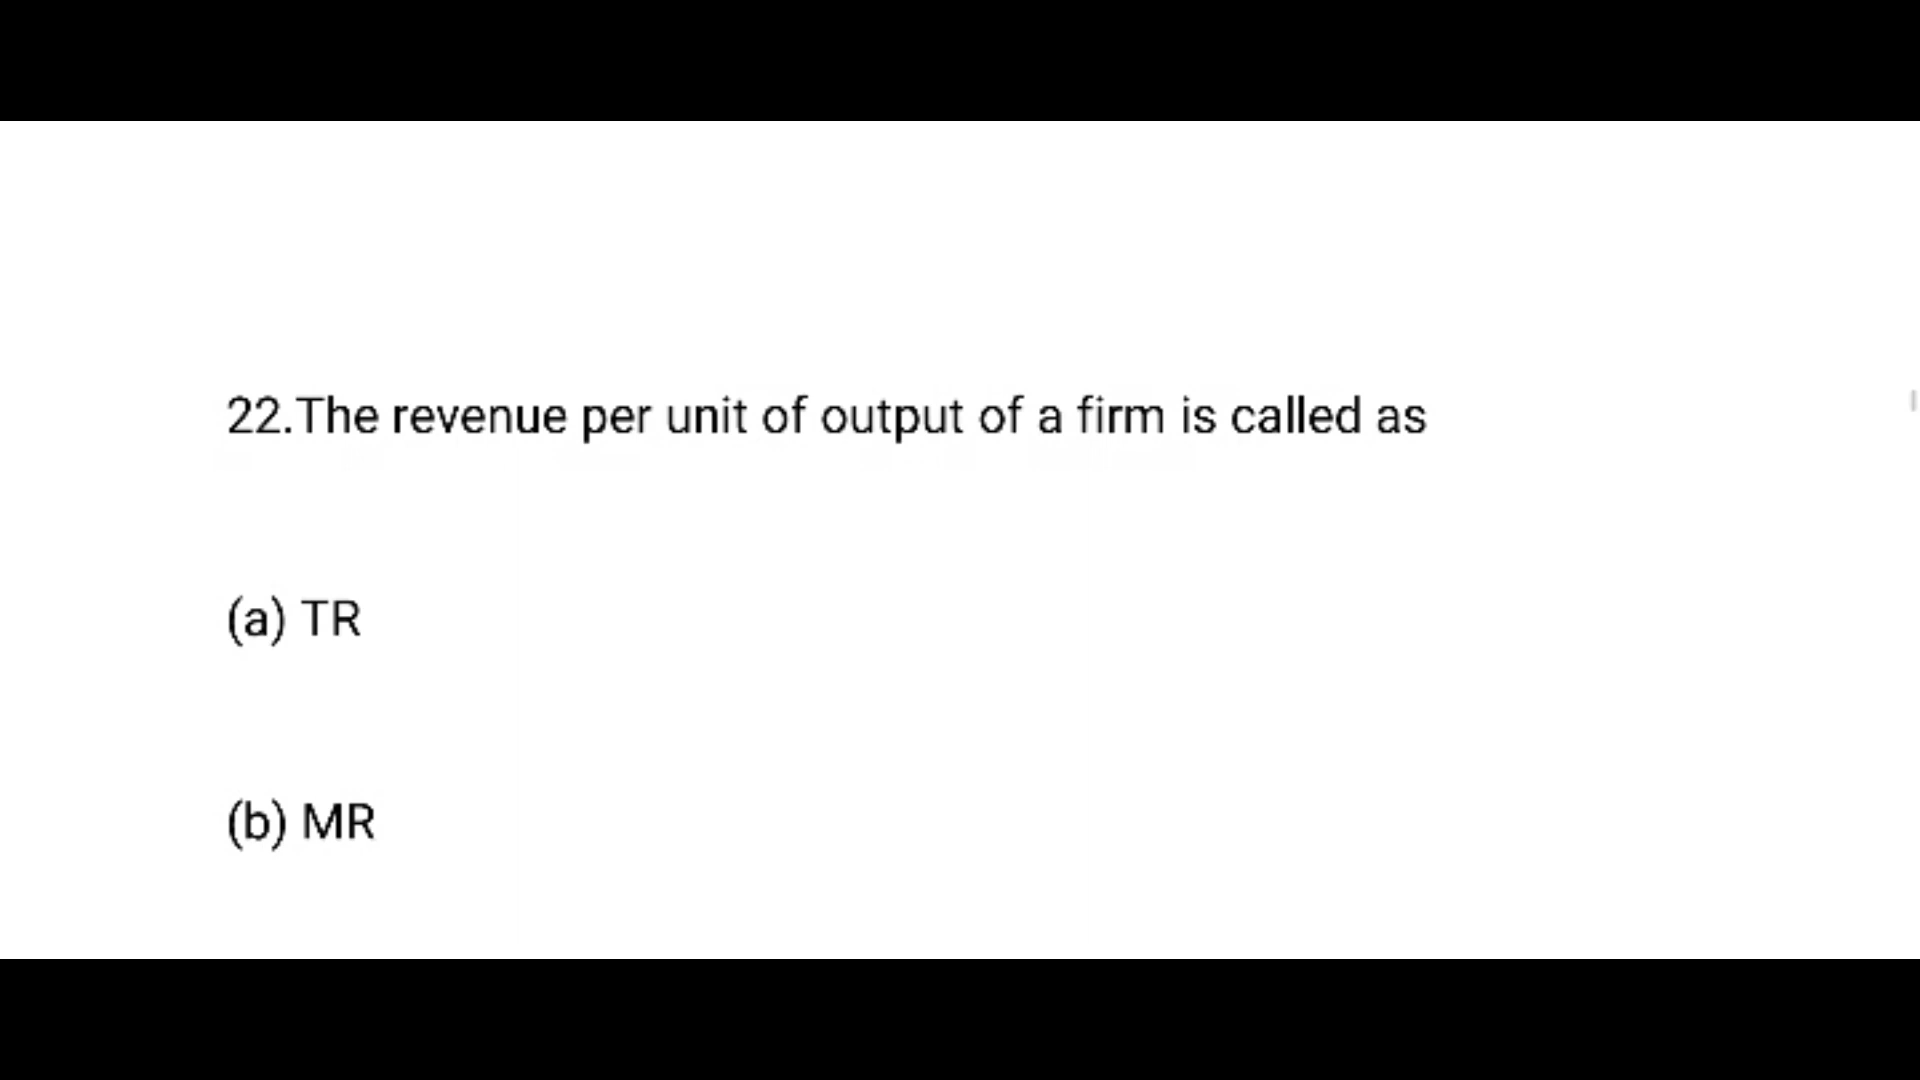 22.The revenue per unit of output of a firm is called as
(a) TR
(b) MR